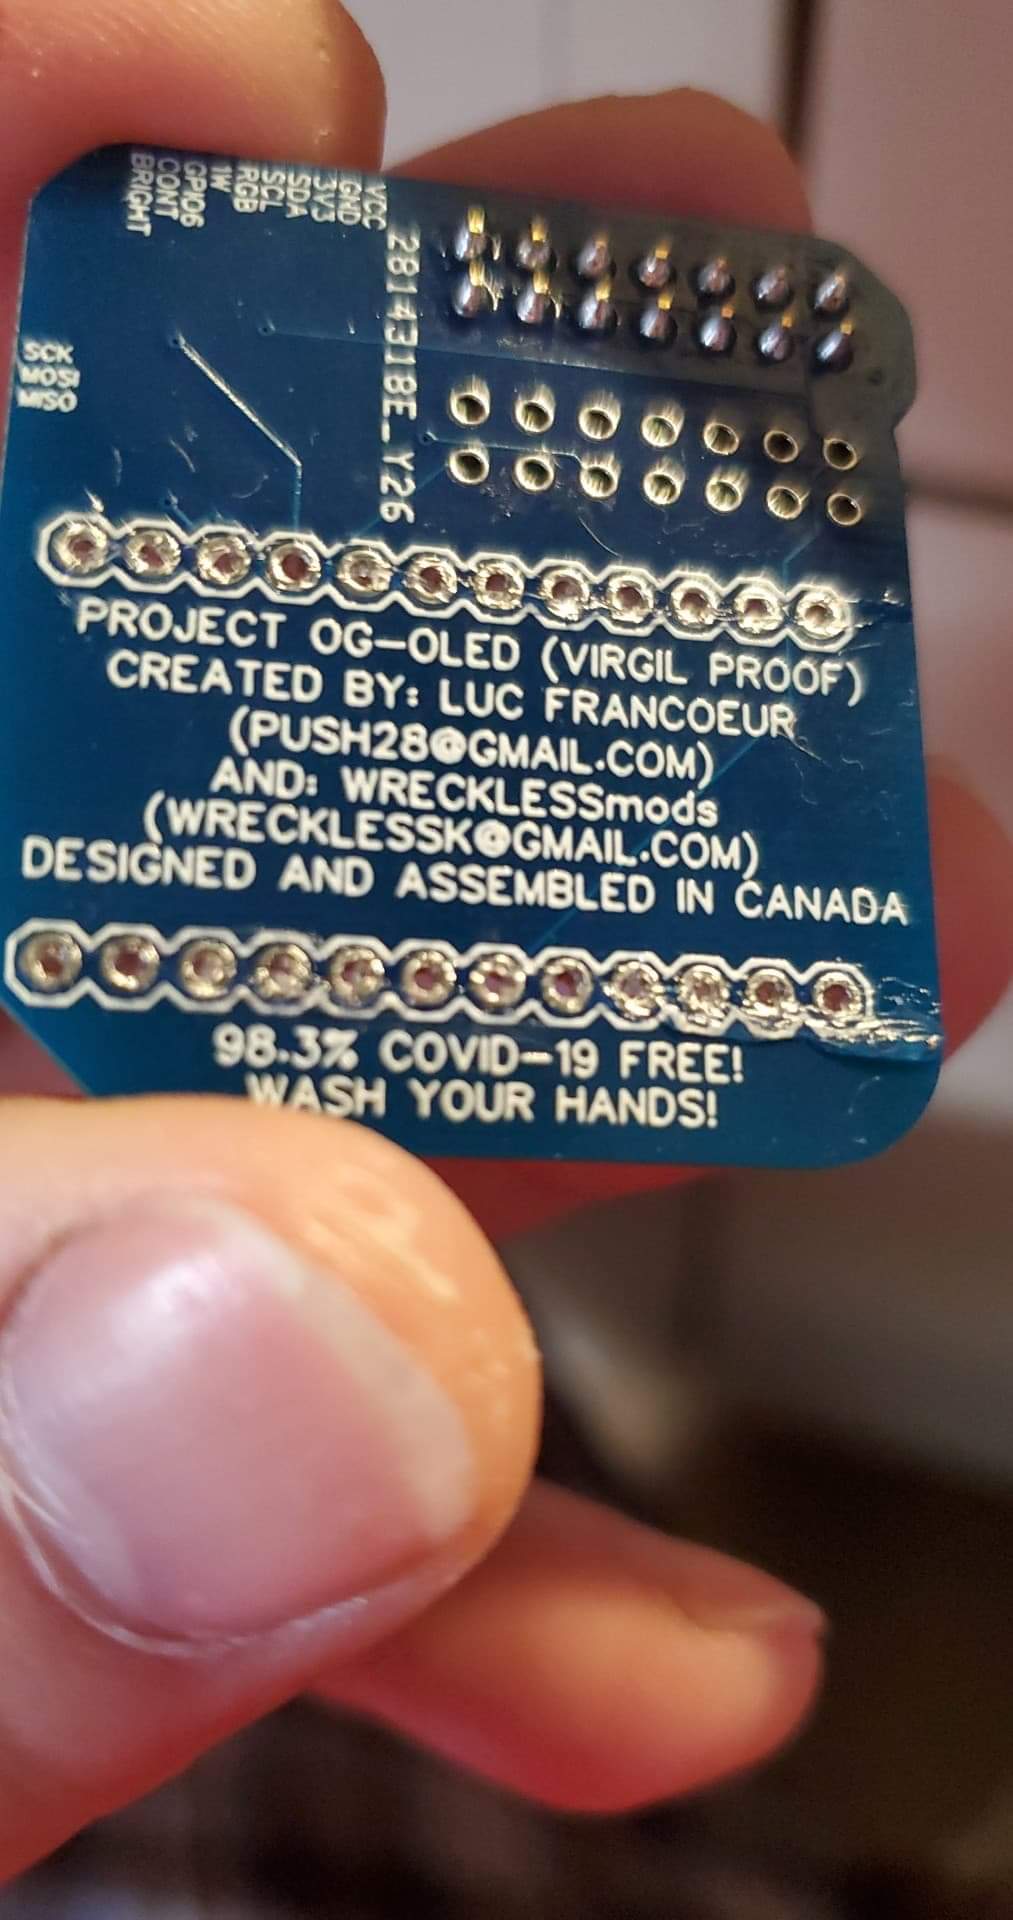 VCC
GND
3V3
SDA
SCL
RGB
1W
GPIO6
CONT
BRIGHT
2814318E_Y26
SCK
MOSI
MISO
PROJECT OG-OLED (VIRGIL PROOF)
CREATED BY: LUC FRANCOEUR
(PUSH28@GMAIL.COM)
AND: WRECKLESSmods
(WRECKLESSK@GMAIL.COM)
DESIGNED AND ASSEMBLED IN CANADA
98.3% COVID-19 FREE!
WASH YOUR HANDS!